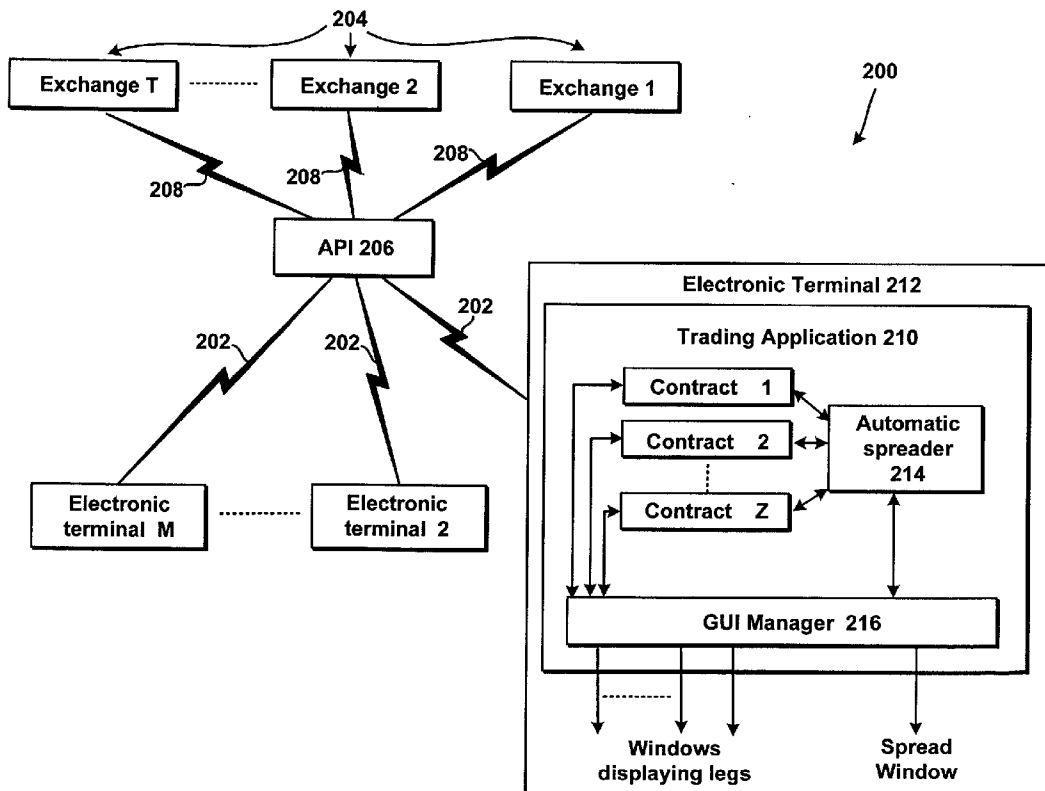 204
Exchange T
Exchange 2
Exchange 1
200
208
208
208
API 206
202
202
202
Electronic
terminal M
Electronic
terminal 2
Electronic Terminal 212
Trading Application 210
Contract 1
Contract 2
Contract Z
Automatic
spreader
214
GUI Manager 216
Windows
displaying legs
Spread
Window